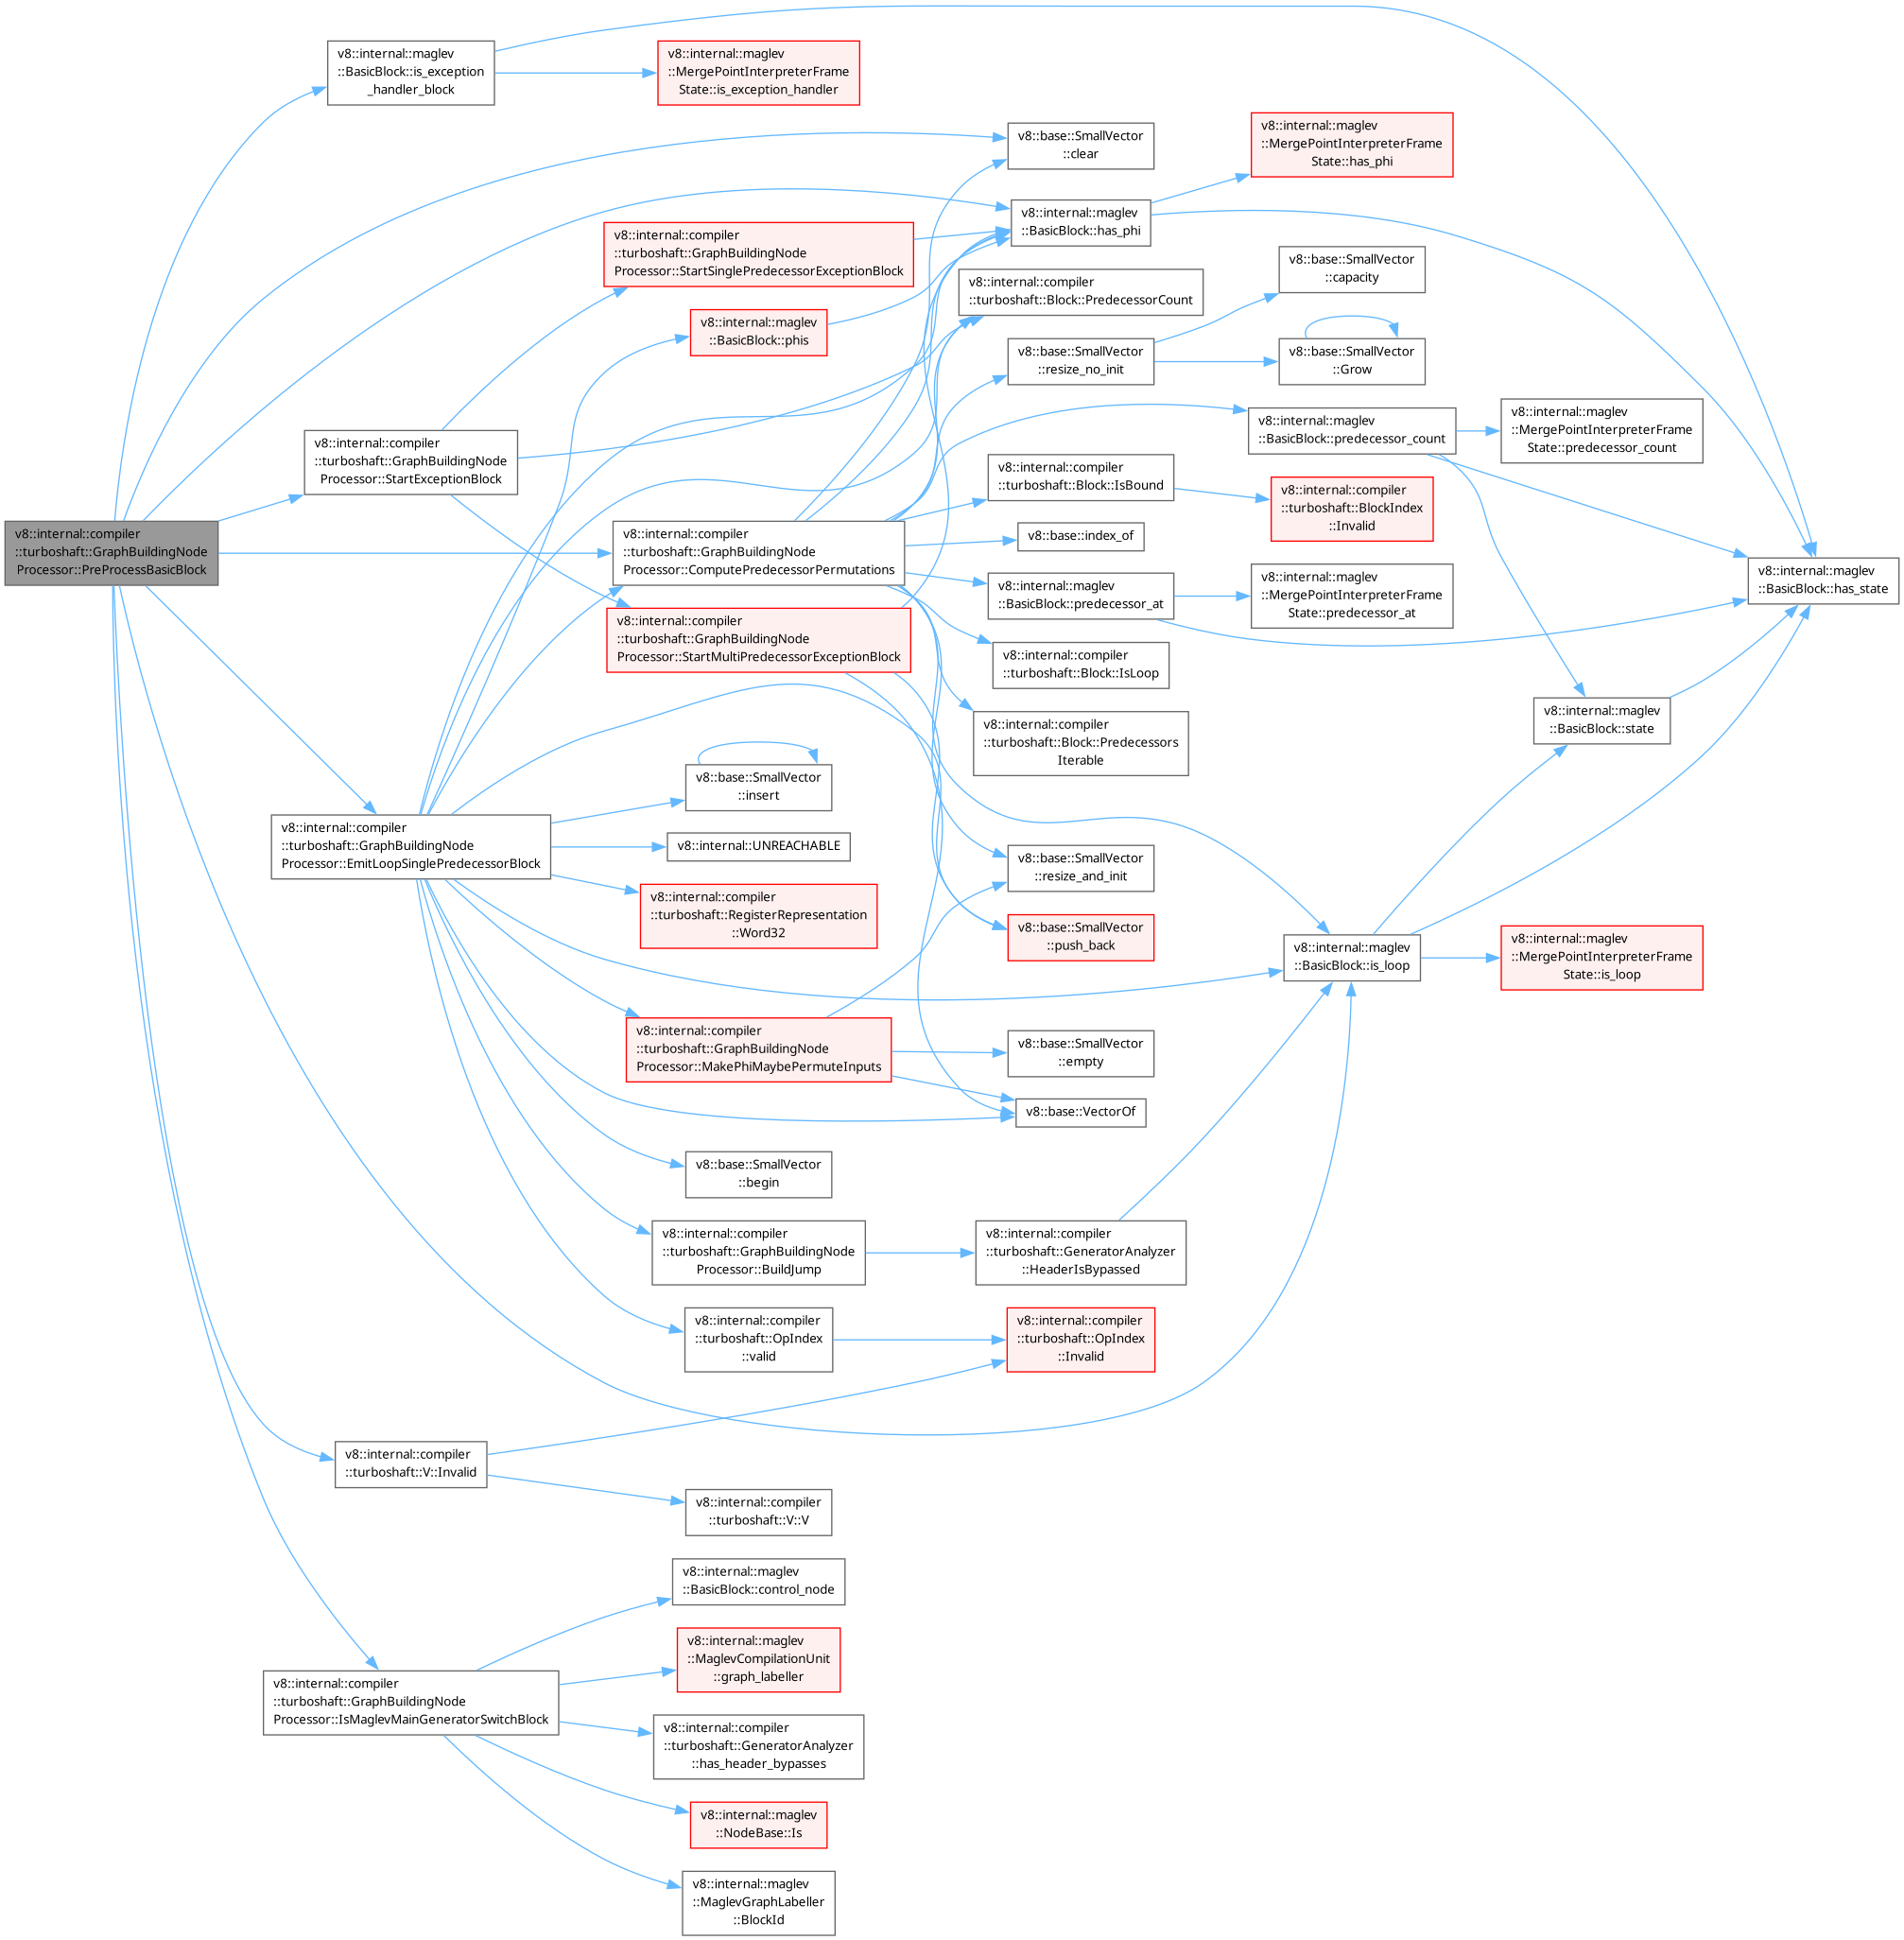 v8::internal::maglev
::BasicBlock::is_exception
_handler_block
v8::internal::maglev
::MergePointInterpreterFrame
State::is_exception_handler
v8::base::SmallVector
::clear
v8::internal::maglev
::MergePointInterpreterFrame
State::has_phi
v8::internal::maglev
::BasicBlock::has_phi
v8::internal::compiler
::turboshaft::GraphBuildingNode
Processor::StartSinglePredecessorExceptionBlock
v8::base::SmallVector
::capacity
v8::internal::compiler
::turboshaft::Block::PredecessorCount
v8::internal::maglev
::BasicBlock::phis
v8::base::SmallVector
::resize_no_init
v8::base::SmallVector
::Grow
v8::internal::maglev
::BasicBlock::predecessor_count
v8::internal::maglev
::MergePointInterpreterFrame
State::predecessor_count
v8::internal::compiler
::turboshaft::GraphBuildingNode
Processor::StartExceptionBlock
v8::internal::compiler
::turboshaft::Block::IsBound
v8::internal::compiler
::turboshaft::BlockIndex
::Invalid
v8::internal::compiler
::turboshaft::GraphBuildingNode
Processor::PreProcessBasicBlock
v8::internal::compiler
::turboshaft::GraphBuildingNode
Processor::ComputePredecessorPermutations
v8::base::index_of
v8::internal::maglev
::BasicBlock::has_state
v8::internal::maglev
::BasicBlock::predecessor_at
v8::internal::maglev
::MergePointInterpreterFrame
State::predecessor_at
v8::internal::compiler
::turboshaft::GraphBuildingNode
Processor::StartMultiPredecessorExceptionBlock
v8::internal::compiler
::turboshaft::Block::IsLoop
v8::internal::maglev
::BasicBlock::state
v8::internal::compiler
::turboshaft::Block::Predecessors
Iterable
v8::base::SmallVector
::insert
v8::internal::compiler
::turboshaft::GraphBuildingNode
Processor::EmitLoopSinglePredecessorBlock
v8::internal::UNREACHABLE
v8::base::SmallVector
::resize_and_init
v8::internal::compiler
::turboshaft::RegisterRepresentation
::Word32
v8::base::SmallVector
::push_back
v8::internal::maglev
::BasicBlock::is_loop
v8::internal::maglev
::MergePointInterpreterFrame
State::is_loop
v8::internal::compiler
::turboshaft::GraphBuildingNode
Processor::MakePhiMaybePermuteInputs
v8::base::SmallVector
::empty
v8::base::VectorOf
v8::base::SmallVector
::begin
v8::internal::compiler
::turboshaft::GraphBuildingNode
Processor::BuildJump
v8::internal::compiler
::turboshaft::GeneratorAnalyzer
::HeaderIsBypassed
v8::internal::compiler
::turboshaft::OpIndex
::valid
v8::internal::compiler
::turboshaft::OpIndex
::Invalid
v8::internal::compiler
::turboshaft::V::Invalid
v8::internal::compiler
::turboshaft::V::V
v8::internal::maglev
::BasicBlock::control_node
v8::internal::maglev
::MaglevCompilationUnit
::graph_labeller
v8::internal::compiler
::turboshaft::GraphBuildingNode
Processor::IsMaglevMainGeneratorSwitchBlock
v8::internal::compiler
::turboshaft::GeneratorAnalyzer
::has_header_bypasses
v8::internal::maglev
::NodeBase::Is
v8::internal::maglev
::MaglevGraphLabeller
::BlockId